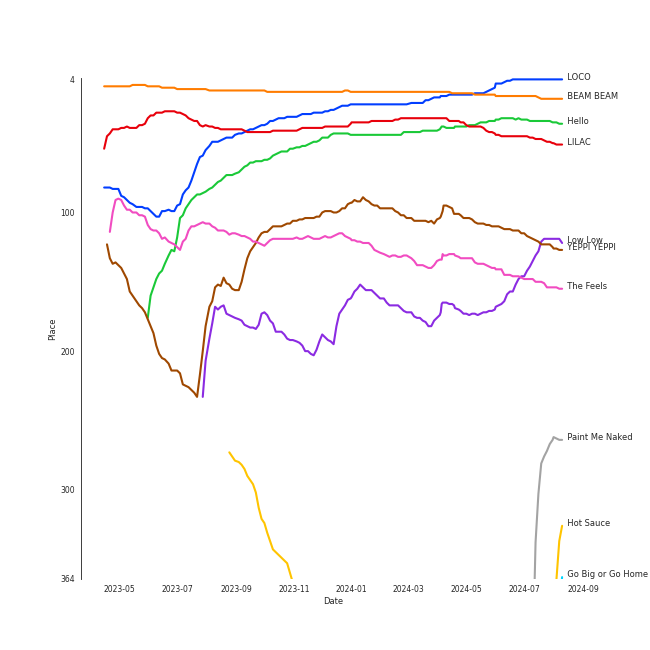 4
LOCO
BEAM BEAM
Hello
LILAC
100
Low Low
YEPPI YEPPI
The Feels
Place
200
Paint Me Naked
300
Hot Sauce
Go Big or Go Home
364
2023-05 2023-07 2023-09 2023-11 2024-01 2024-03 2024-05 2024-07 2024-09
Date